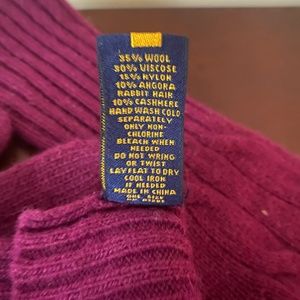 35% WOOL
30% VISCOSE
15% NYLON
10% ANGORA
RABBIT HAIR
10% CASHMERE
HAND WASH COLD
SEPARATELY
ONLY NON-
CHLORINE
BLEACH WHEN
NEEDED
DO NOT WRING
OR TWIST
LAY FLAT TO DRY
COOL IRON
IF NEEDED
MADE IN CHINA
ONE SIZE